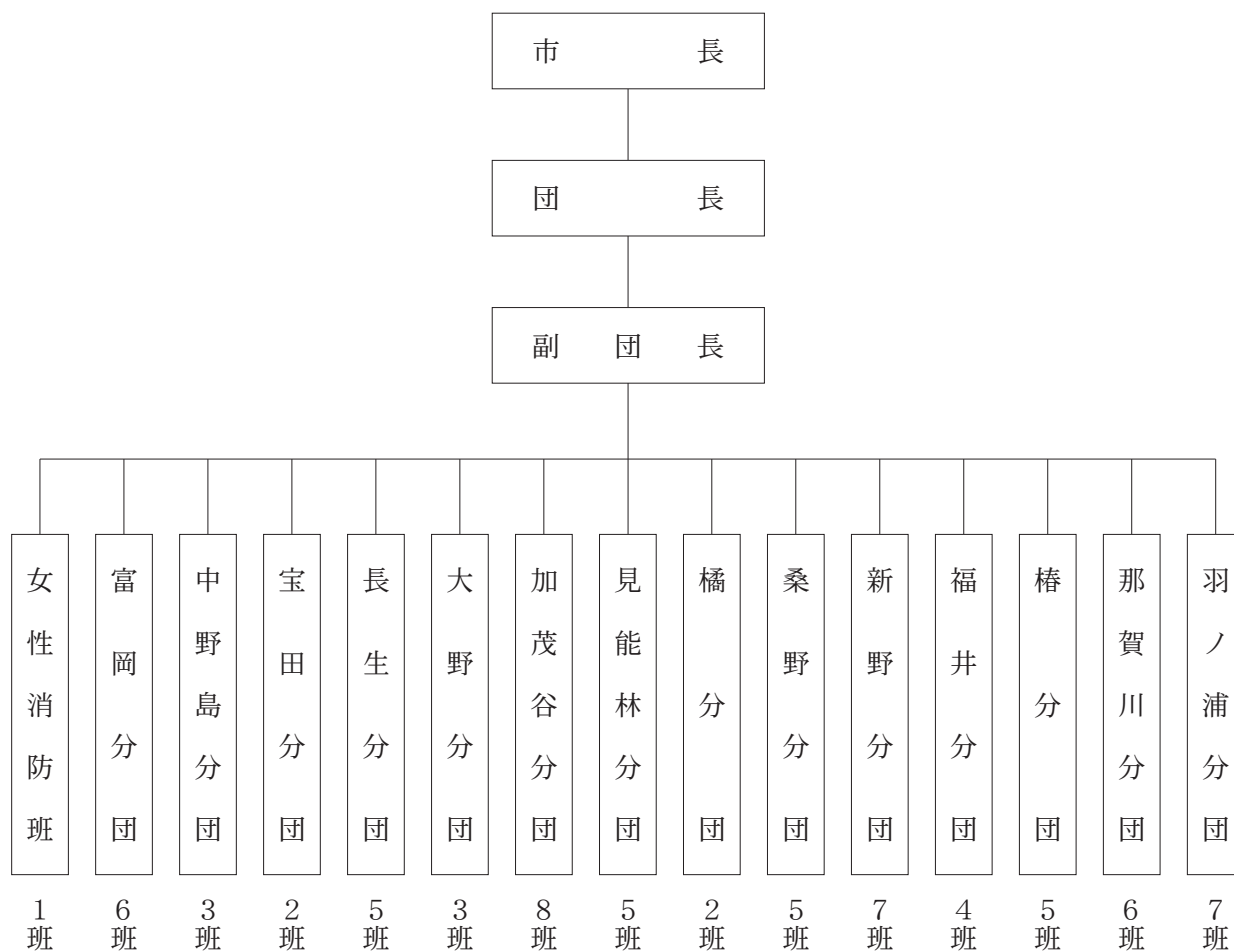 市長
団長
副団長
女性消防班
富岡分団
中野島分団
宝田分団
長生分団
大野分団
加茂谷分団
見能林分団
橘分団
桑野分団
新野分団
福井分団
椿分団
那賀川分団
羽ノ浦分団
1班
6班
3班
2班
5班
3班
8班
5班
2班
5班
7班
4班
5班
6班
7班